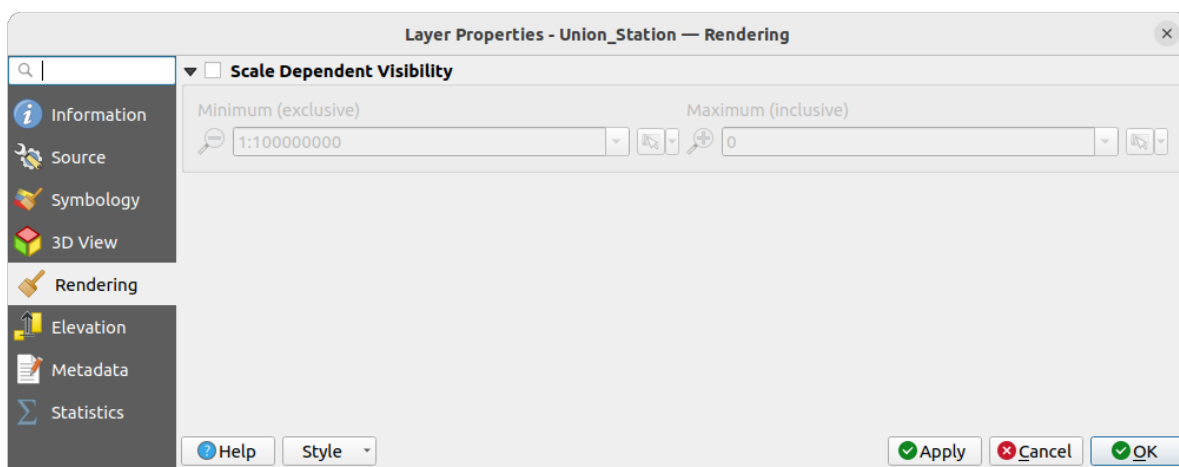 Layer Properties - Union_Station — Rendering
Scale Dependent Visibility
Information
Source
Symbology
3D View
Rendering
Elevation
Metadata
Statistics
Minimum (exclusive)
Maximum (inclusive)
1:100000000
0
Help
Style
Apply
Cancel
OK